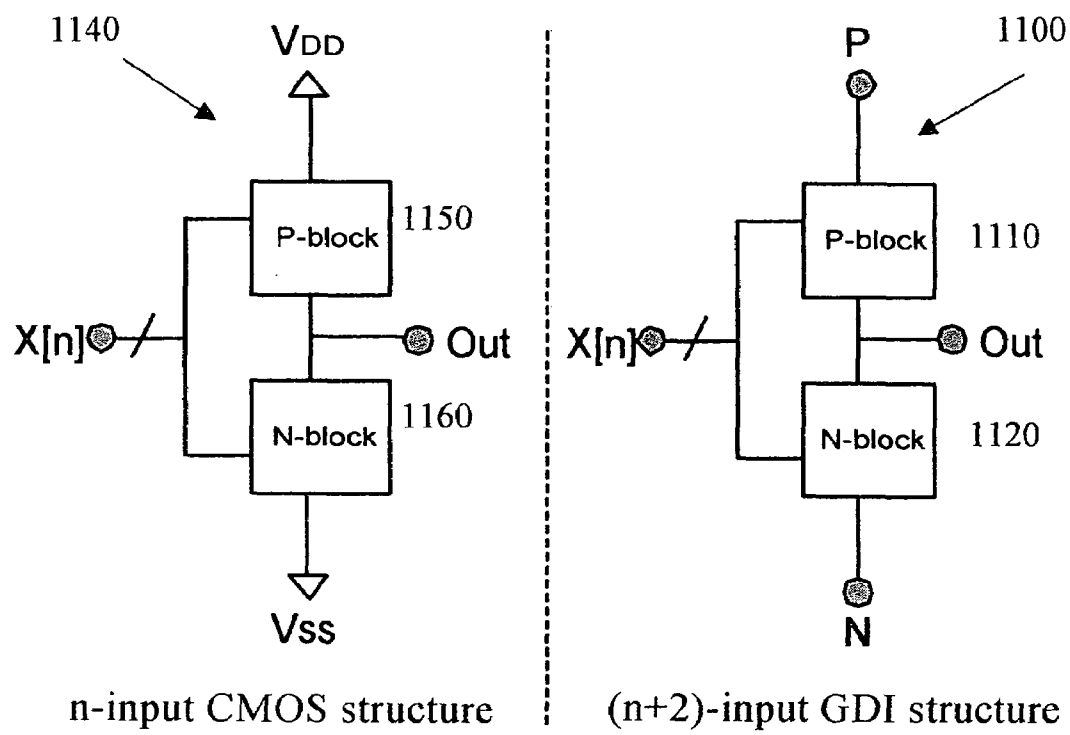 1140
VDD
P-block
1150
X[n]
Out
N-block
1160
VSS
n-input CMOS structure
1100
P
P-block
1110
X[n]
Out
N-block
1120
N
(n+2)-input GDI structure